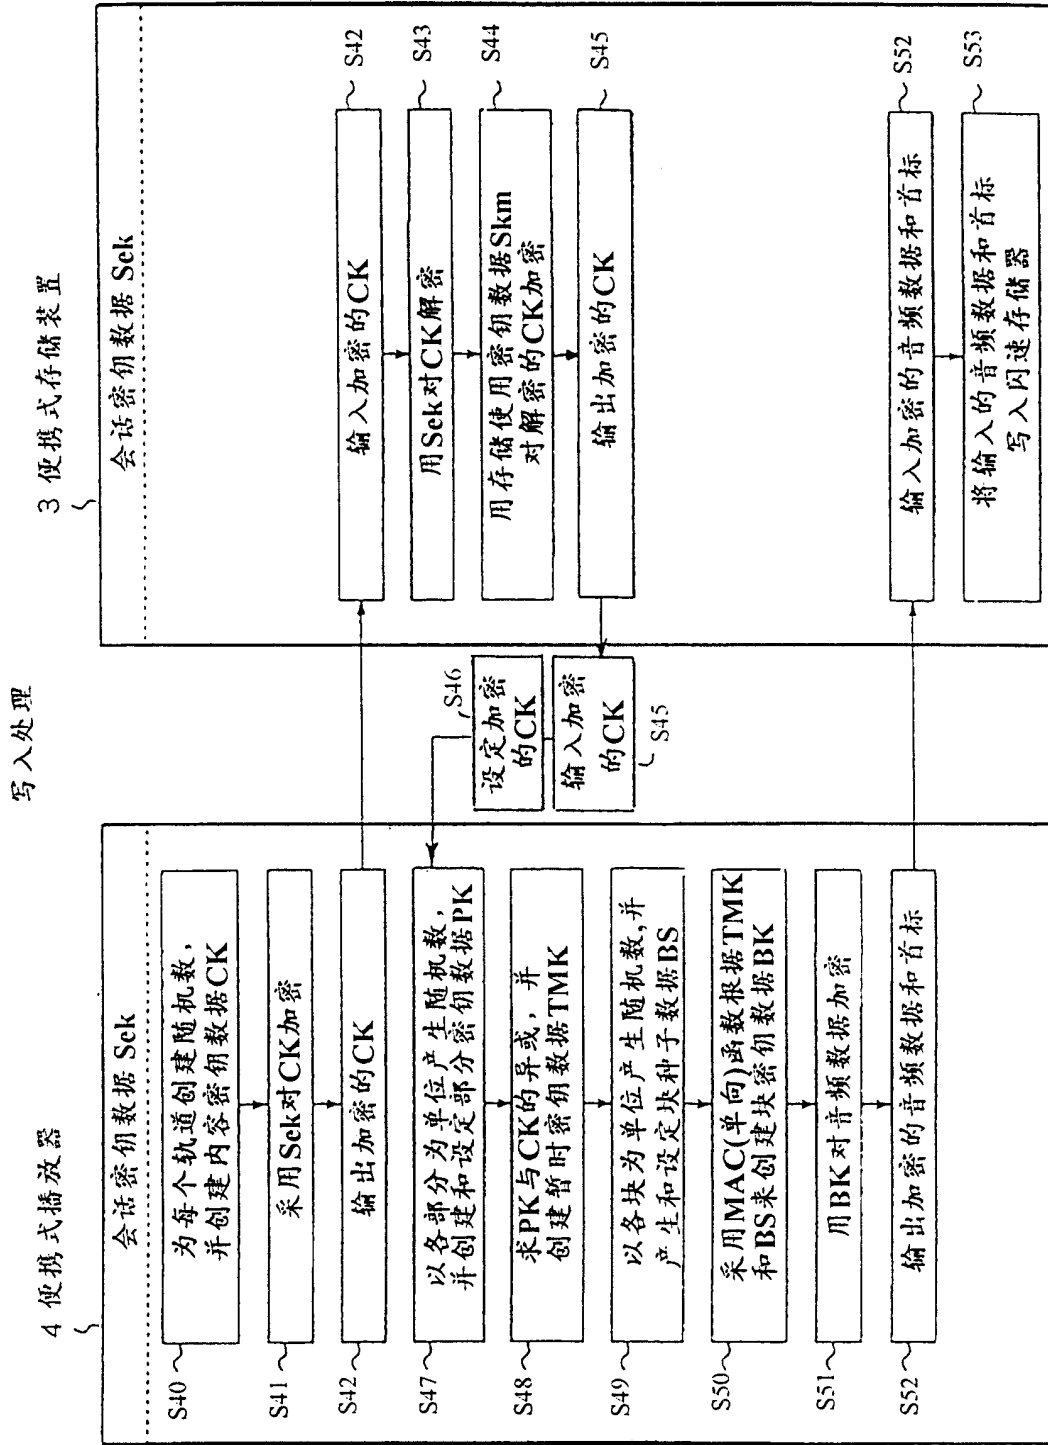 写入处理
4 便携式播放器
会话密钥数据 Sek
S40
为每个轨道创建随机数，
并创建内容密钥数据CK
S41
采用Sek对CK加密
S42
输出加密的CK
S47
以各部分为单位产生随机数，
并创建和设定部分密钥数据PK
S48
求PK与CK的异或，并
创建暂时密钥数据TMK
S49
以各块为单位产生随机数,并
产生和设定块种子数据BS
S50
采用MAC(单向)函数根据TMK
和BS来创建块密钥数据BK
S51
用BK对音频数据加密
S52
输出加密的音频数据和首标
S46
设定加密
的CK
输入加密
的CK
S45
3 便携式存储装置
会话密钥数据 Sek
输入加密的CK
S42
用Sek对CK解密
S43
用存储使用密钥数据Skm
对解密的CK加密
S44
输出加密的CK
S45
输入加密的音频数据和首标
S52
将输入的音频数据和首标
写入闪速存储器
S53